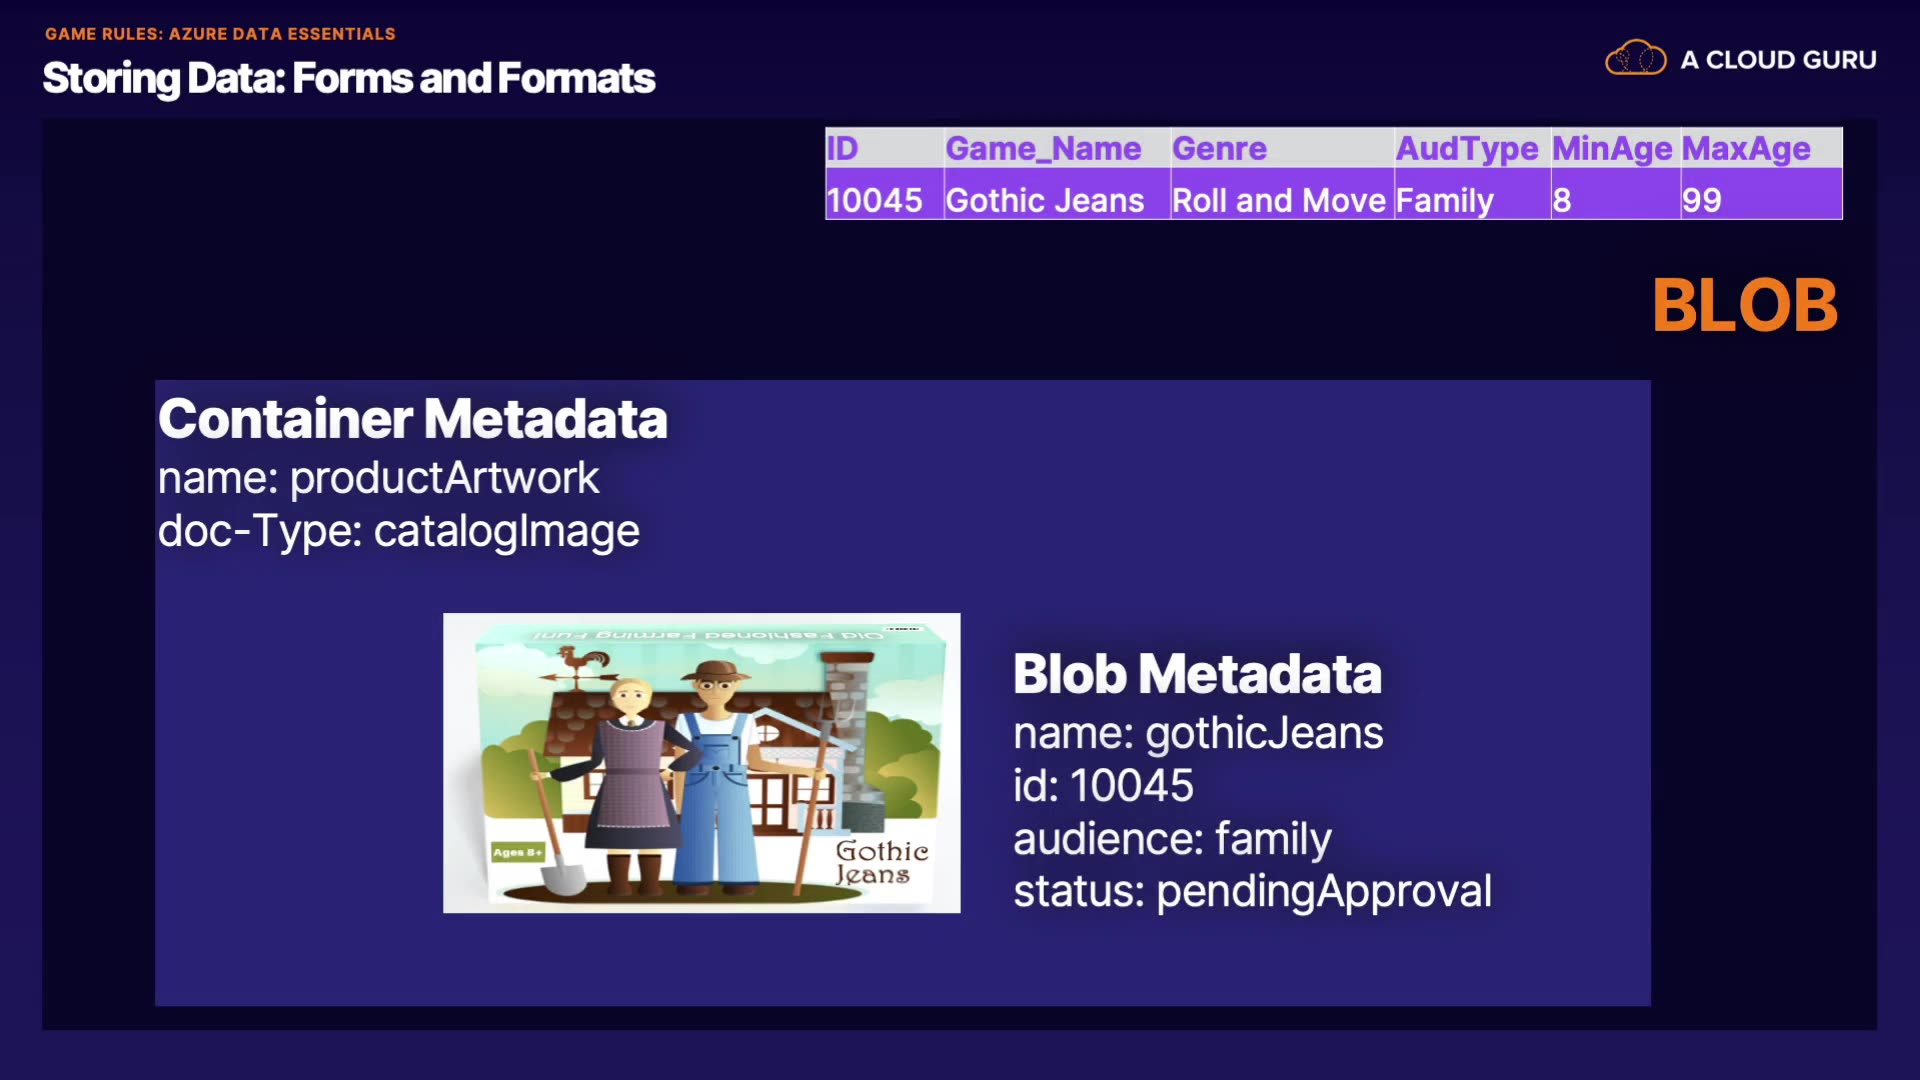 GAME RULES: AZURE DATA ESSENTIALS
Storing Data: Forms and Formats
A CLOUD GURU
ID Game_Name Genre AudType MinAge MaxAge
10045 Gothic Jeans Roll and Move Family 8 99
BLOB
Container Metadata
name: productArtwork
doc-Type: catalogImage
Old Fashioned Farming Fun!
Ages 8+
Gothic
Jeans
Blob Metadata
name: gothicJeans
id: 10045
audience: family
status: pendingApproval